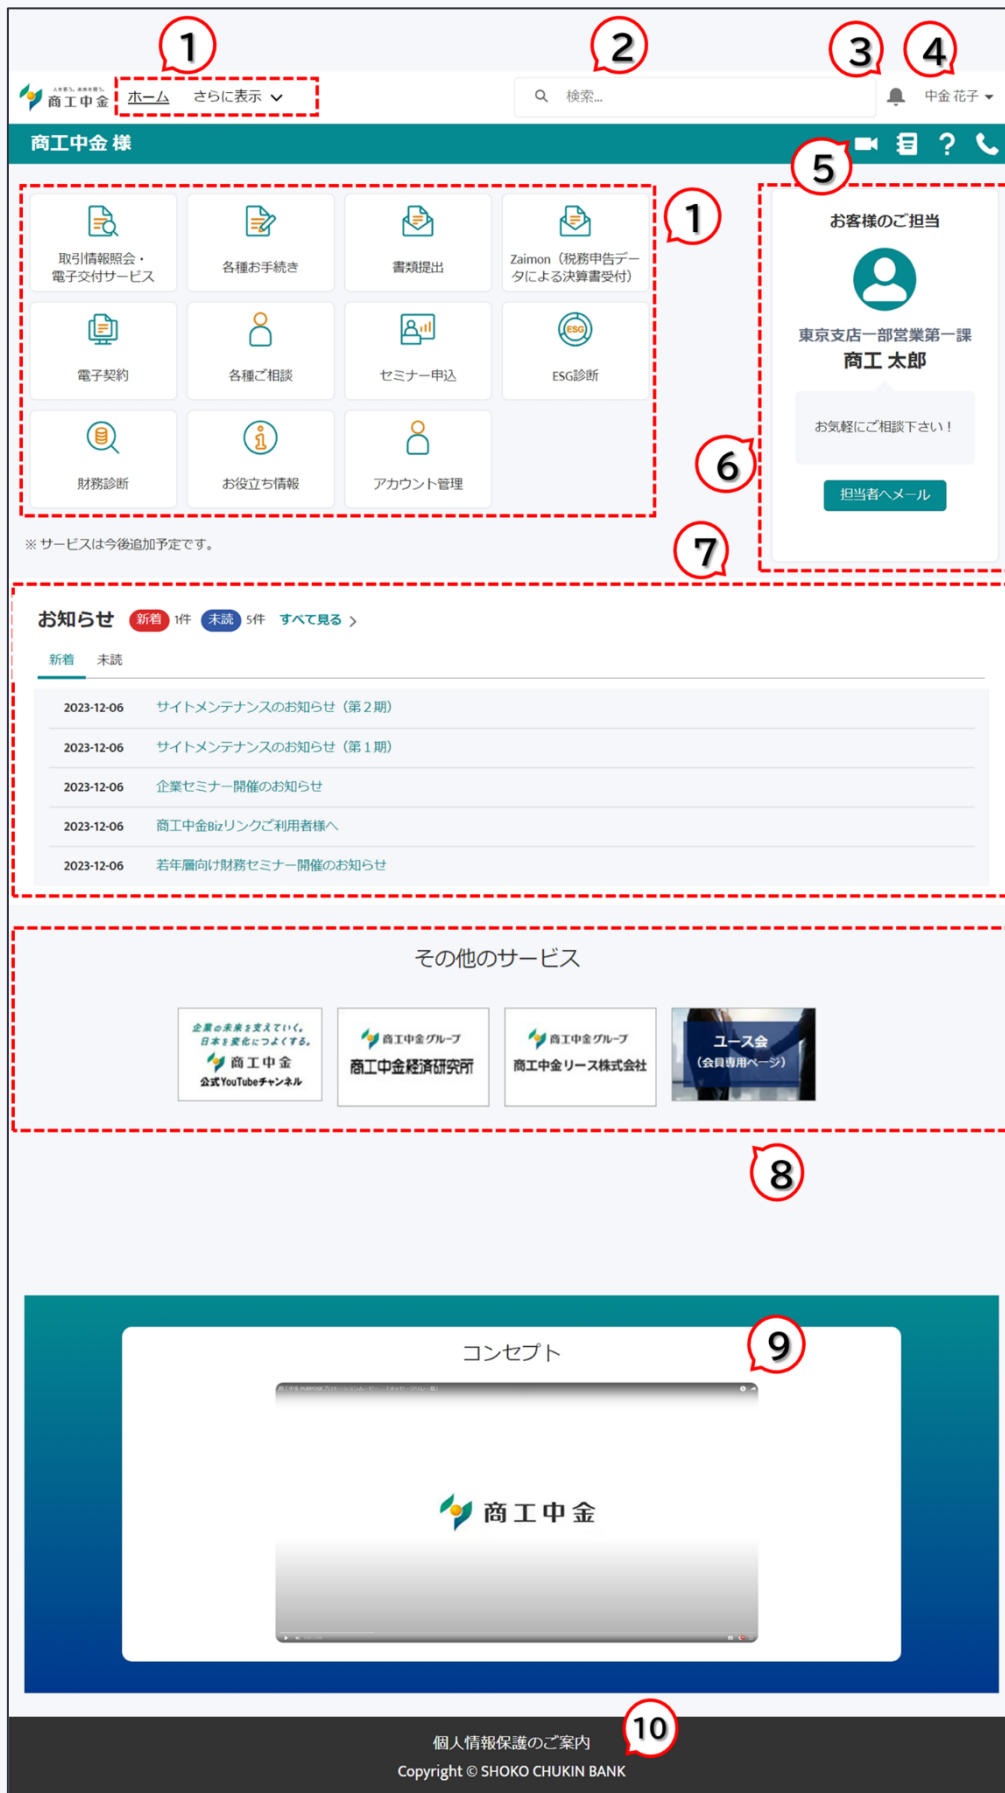 1
2
3
4
人を思う。未来を思う。
商工中金
ホーム さらに表示
検索...
中金 花子
商工中金 様
5
1
取引情報照会・
電子交付サービス
各種お手続き
書類提出
Zaimon（税務申告デー
タによる決算書受付）
電子契約
各種ご相談
セミナー申込
ESG
ESG診断
財務診断
お役立ち情報
アカウント管理
お客様のご担当
東京支店一部営業第一課
商工 太郎
お気軽にご相談下さい！
担当者へメール
6
※ サービスは今後追加予定です。
7
お知らせ 新着 1件 未読 5件 すべて見る
新着 未読
2023-12-06 サイトメンテナンスのお知らせ（第２期）
2023-12-06 サイトメンテナンスのお知らせ（第１期）
2023-12-06 企業セミナー開催のお知らせ
2023-12-06 商工中金Bizリンクご利用者様へ
2023-12-06 若年層向け財務セミナー開催のお知らせ
その他のサービス
企業の未来を支えていく。
日本を変化につよくする。
商工中金
公式YouTubeチャンネル
商工中金グループ
商工中金経済研究所
商工中金グループ
商工中金リース株式会社
ユース会
（会員専用ページ）
8
コンセプト
9
商工中金
個人情報保護のご案内
10
Copyright © SHOKO CHUKIN BANK